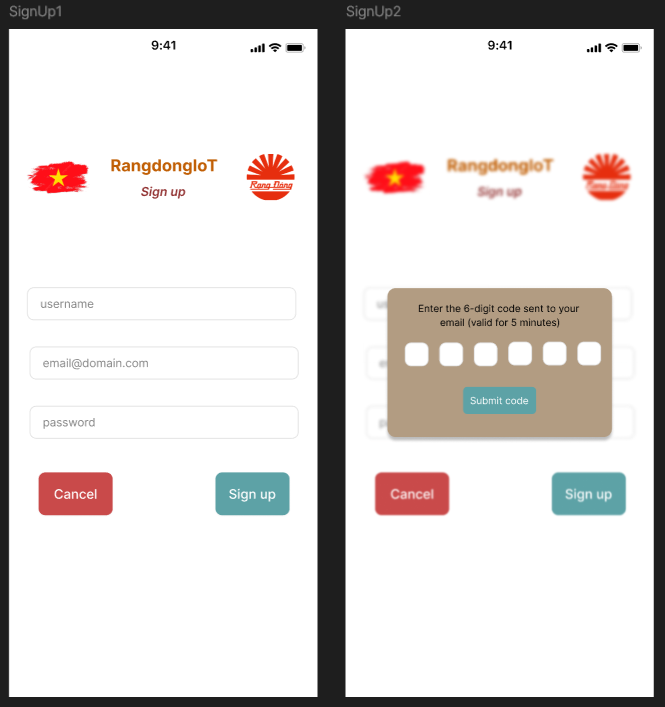 SignUp1
9:41
RangdongIoT
Sign up
Rang Dong
username
email@domain.com
password
Cancel
Sign up
SignUp2
9:41
RangdongIoT
Sign up
Rang Dong
Enter the 6-digit code sent to your
email (valid for 5 minutes)
Submit code
Cancel
Sign up